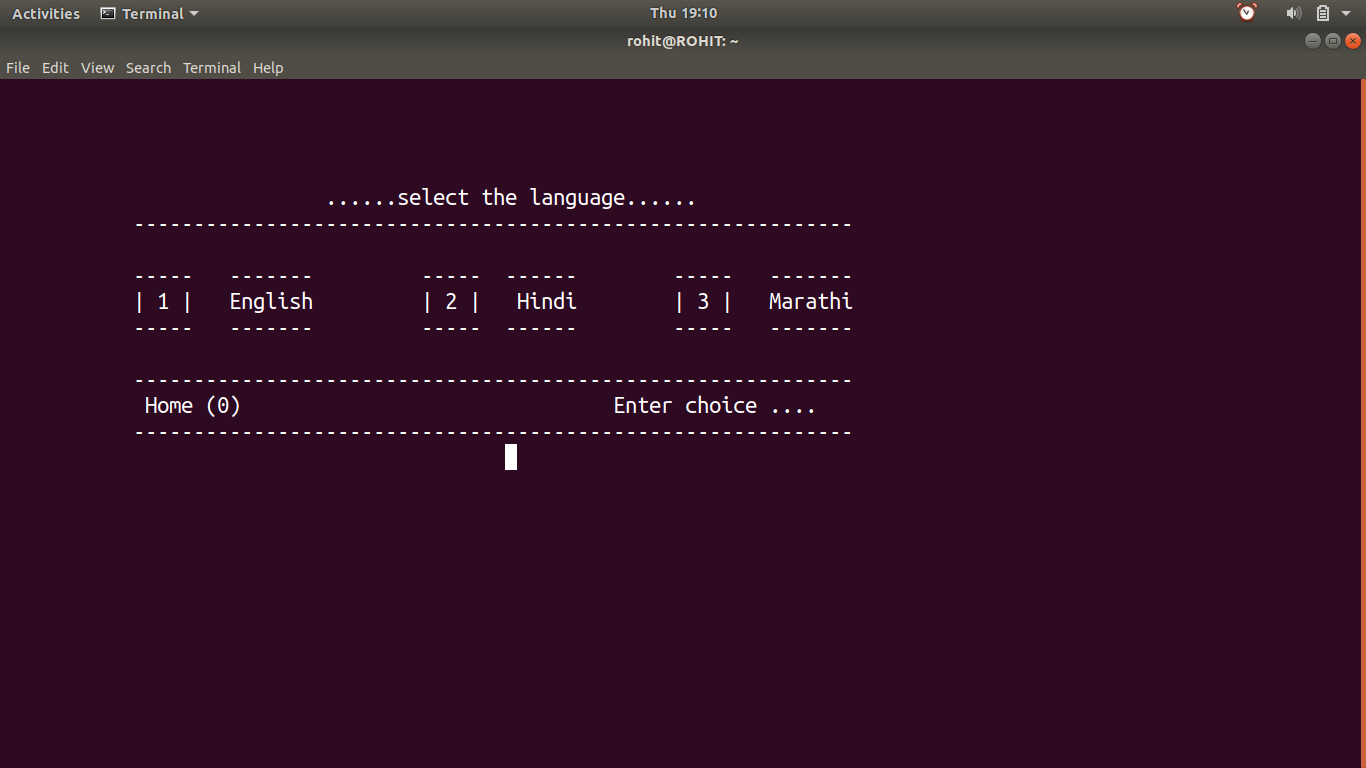 Activities Terminal Thu 19:10
rohit@ROHIT: ~
File Edit View Search Terminal Help
......select the language......
------------------------------------------------------------
----- ------- ----- ------ ----- -------
| 1 | English | 2 | Hindi | 3 | Marathi
----- ------- ----- ------ ----- -------
------------------------------------------------------------
Home (0) Enter choice ....
------------------------------------------------------------